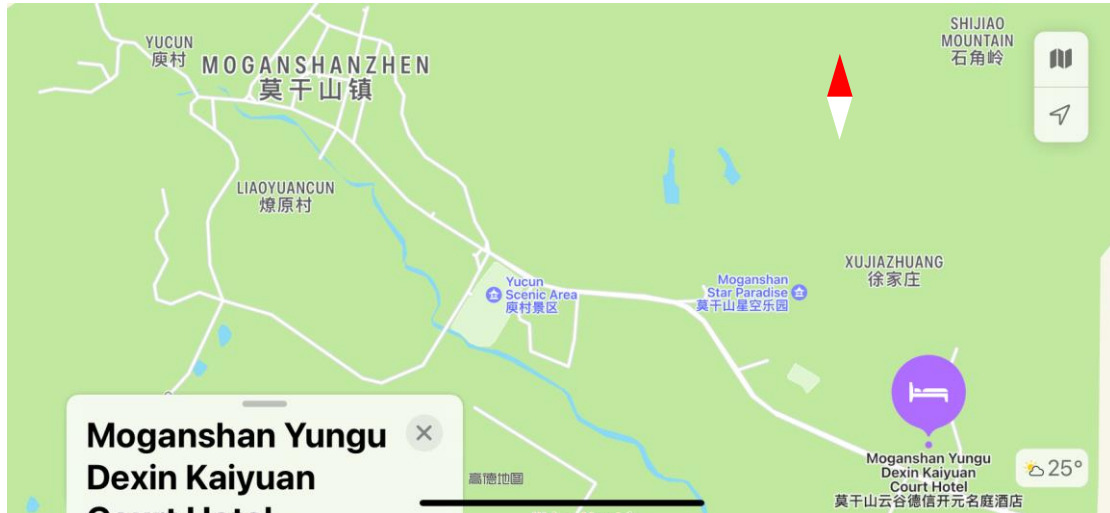 YUCUN
庾村
MOGANSHANZHEN
莫干山镇
SHIJIAO
MOUNTAIN
石角岭
LIAOYUANCUN
燎原村
Yucun
Scenic Area
庾村景区
Moganshan
Star Paradise
莫干山星空乐园
XUJIAZHUANG
徐家庄
Moganshan Yungu
Dexin Kaiyuan
Court Hotel
莫干山云谷德信开元名庭酒店
25°
高德地图
Moganshan Yungu
Dexin Kaiyuan
Court Hotel